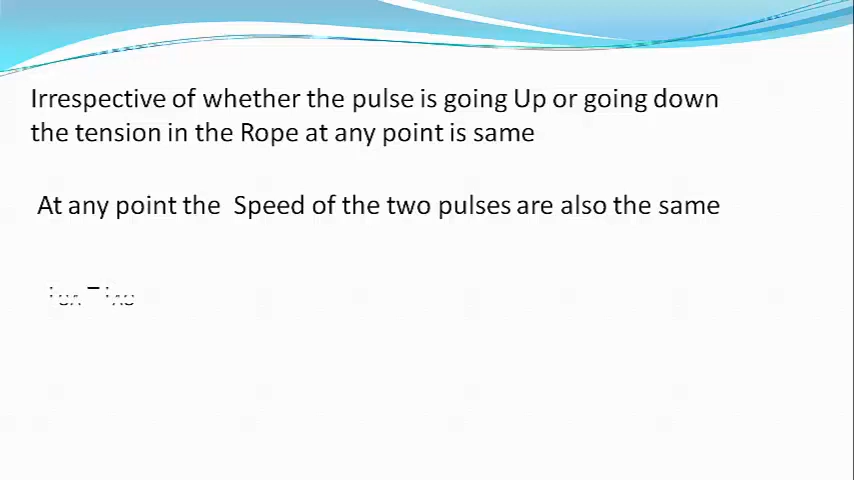 Irrespective of whether the pulse is going Up or going down
the tension in the Rope at any point is same
At any point the Speed of the two pulses are also the same